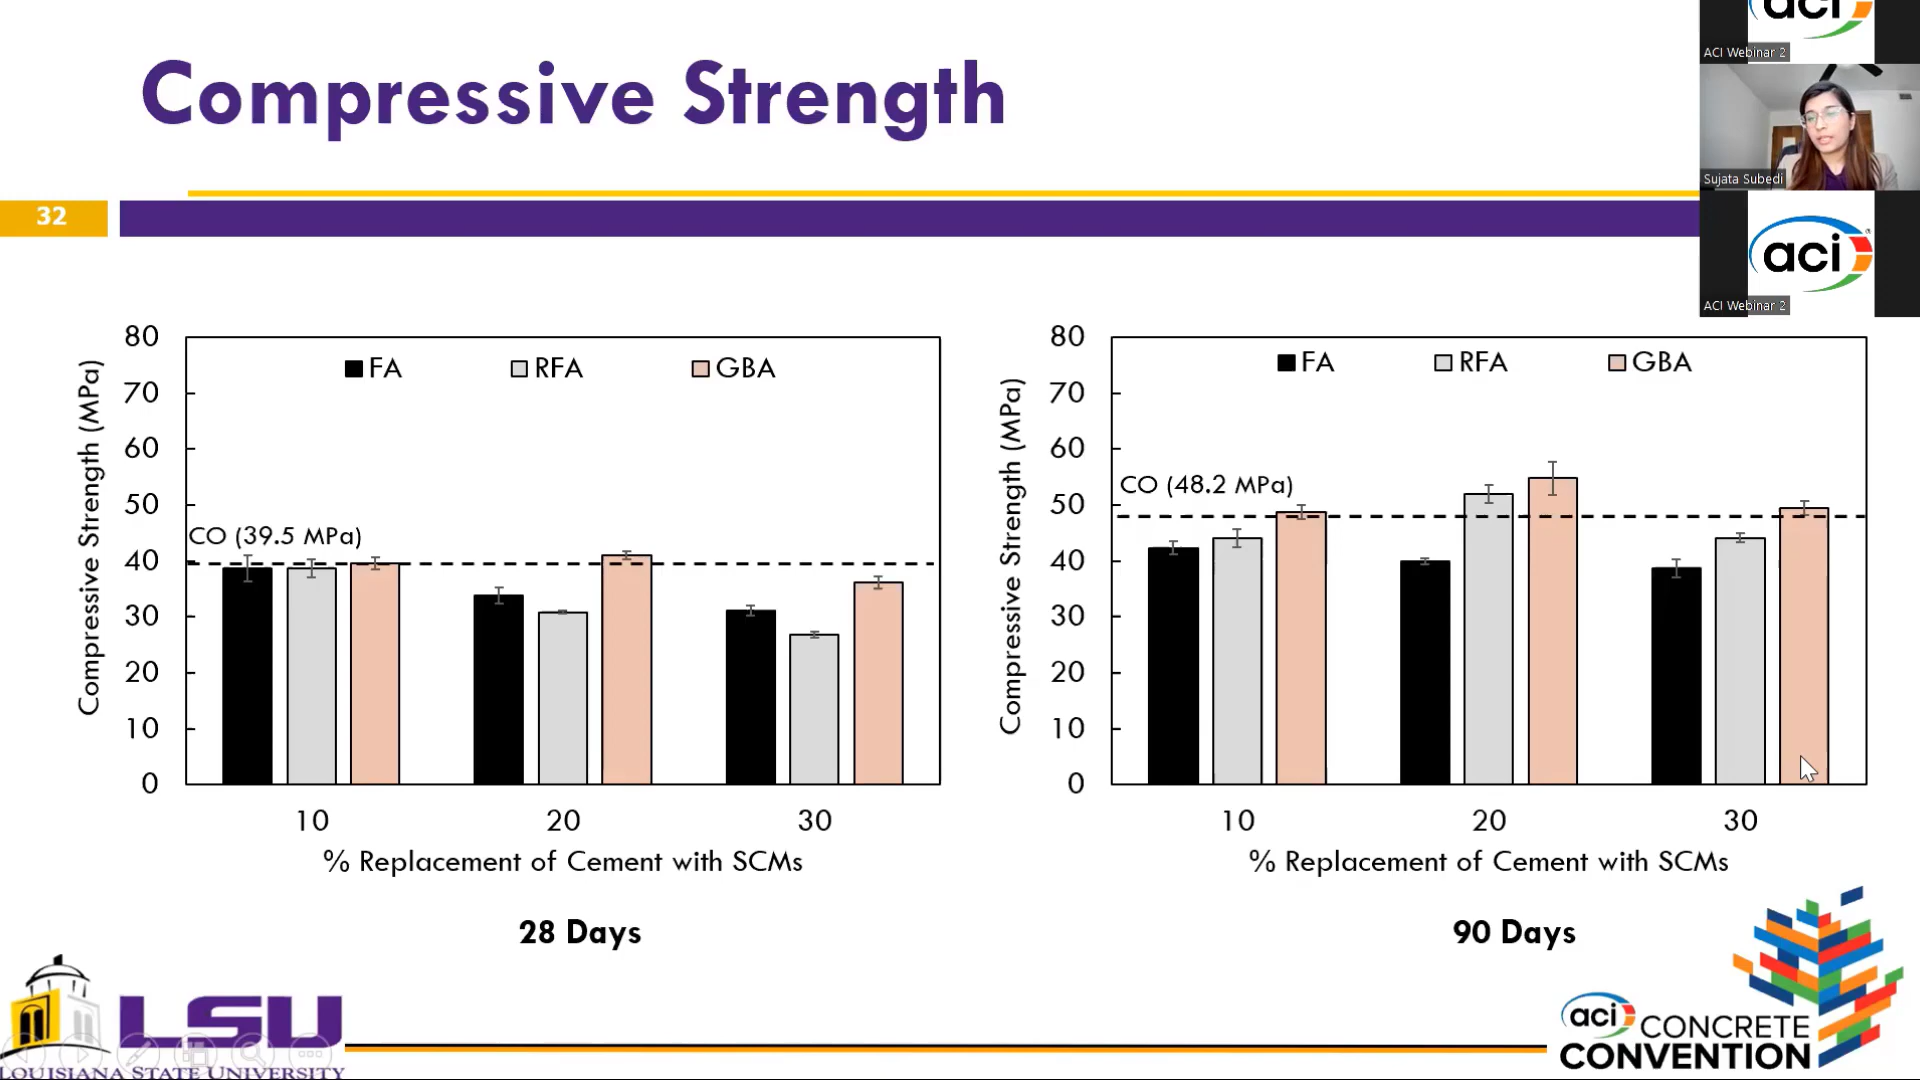 Compressive Strength
aci
ACI Webinar 2
Sujata Subedi
32
aci
ACI Webinar 2
80
70
60
50
40
30
20
10
0
Compressive Strength (MPa)
FA
RFA
GBA
CO (39.5 MPa)
10
20
30
% Replacement of Cement with SCMs
28 Days
80
70
60
50
40
30
20
10
0
Compressive Strength (MPa)
FA
RFA
GBA
CO (48.2 MPa)
10
20
30
% Replacement of Cement with SCMs
90 Days
LSU
LOUISIANA STATE UNIVERSITY
aci CONCRETE
CONVENTION